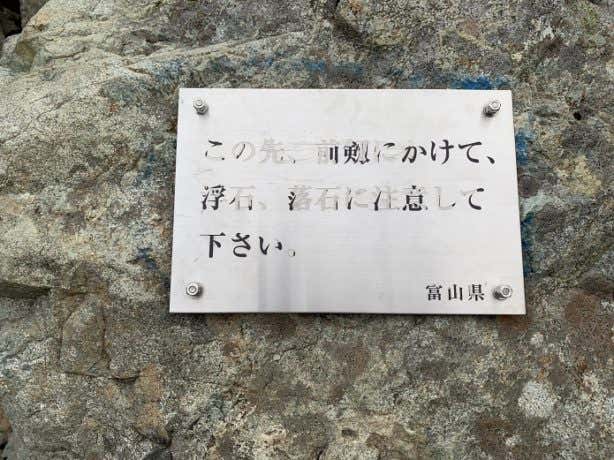 この先、前剱にかけて、
浮石、落石に注意して
下さい。
富山県